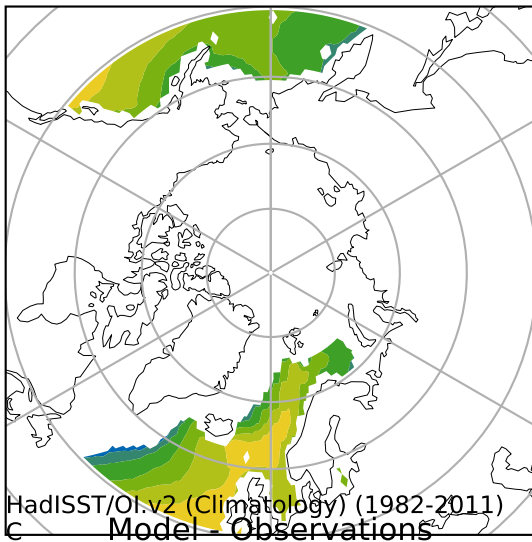 HadISST/OI.v2 (Climatology) (1982-2011)
C Model - Observations